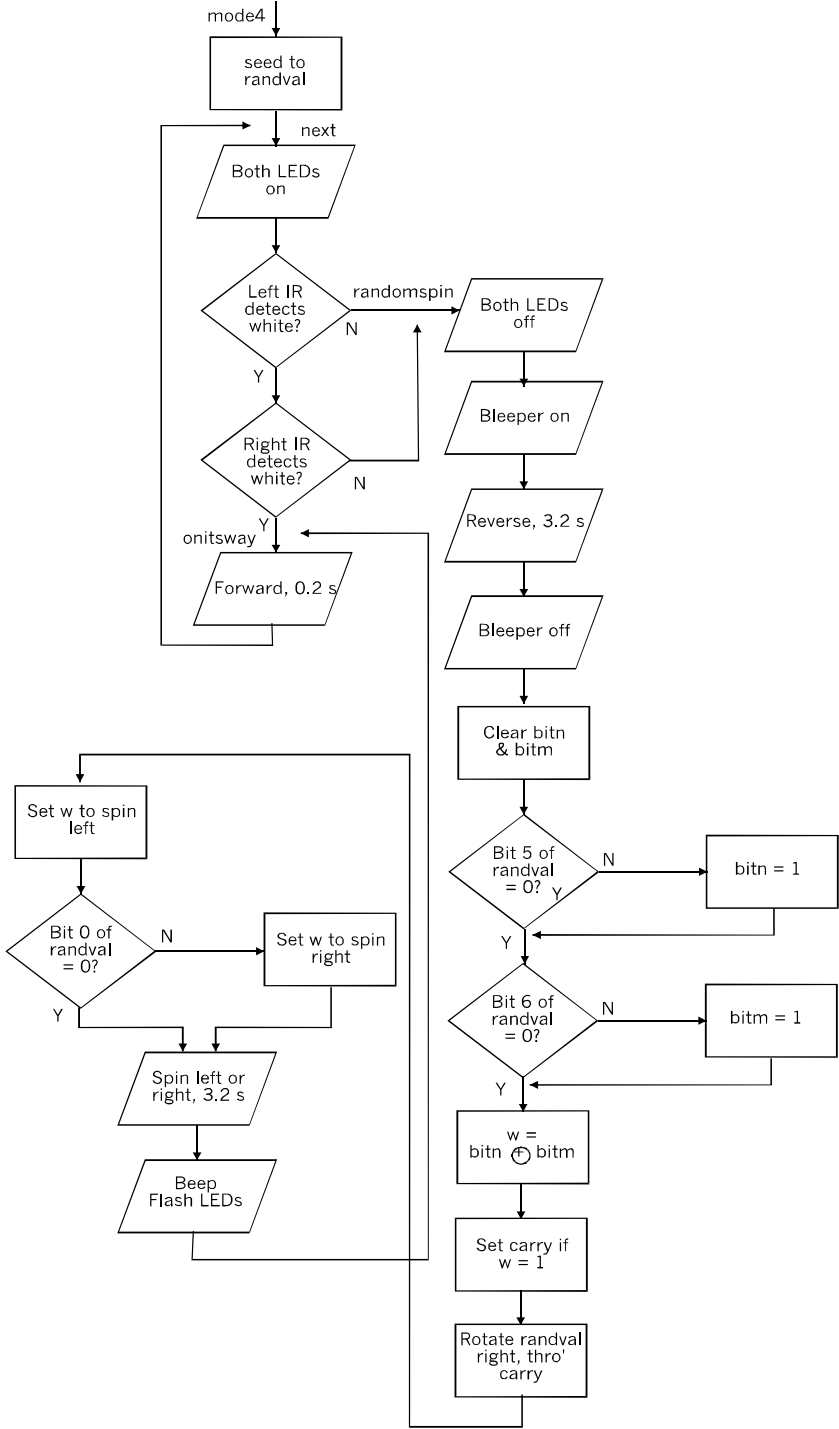 mode4
seed to
randval
next
Both LEDs
on
Left IR
detects
white?
N
Y
randomspin
Both LEDs
off
Bleeper on
Right IR
detects
white?
N
Y
onitsway
Forward, 0.2 s
Reverse, 3.2 s
Bleeper off
Clear bitn
& bitm
Bit 5 of
randval
= 0?
Y
N
Y
bitn = 1
Bit 6 of
randval
= 0?
N
Y
bitm = 1
w =
bitn ⊕ bitm
Set carry if
w = 1
Rotate randval
right, thro'
carry
Set w to spin
left
Bit 0 of
randval
= 0?
N
Y
Set w to spin
right
Spin left or
right, 3.2 s
Beep
Flash LEDs